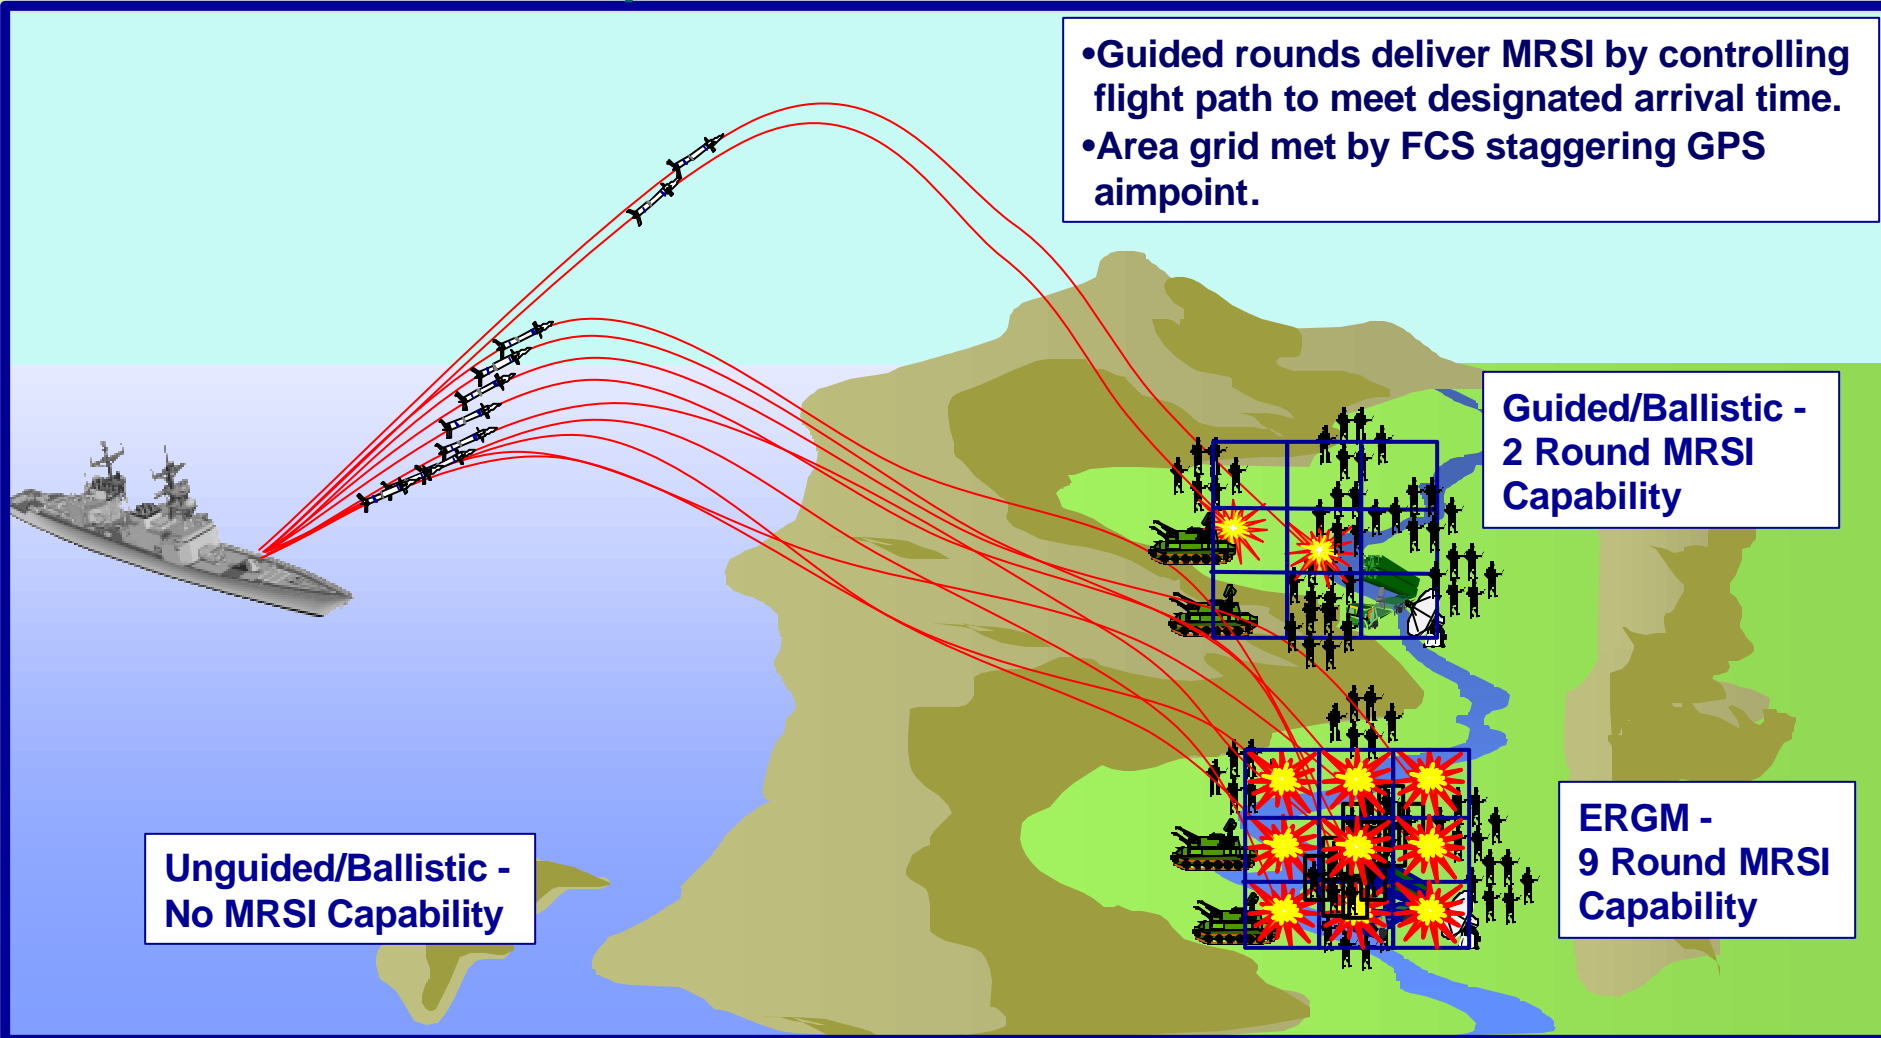 •Guided rounds deliver MRSI by controlling
flight path to meet designated arrival time.
•Area grid met by FCS staggering GPS
aimpoint.
Guided/Ballistic -
2 Round MRSI
Capability
ERGM -
9 Round MRSI
Capability
Unguided/Ballistic -
No MRSI Capability